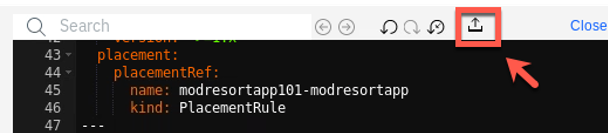 Search
Close
43 placement:
44 placementRef:
45 name: modresortapp101-modresortapp
46 kind: PlacementRule
47 ---